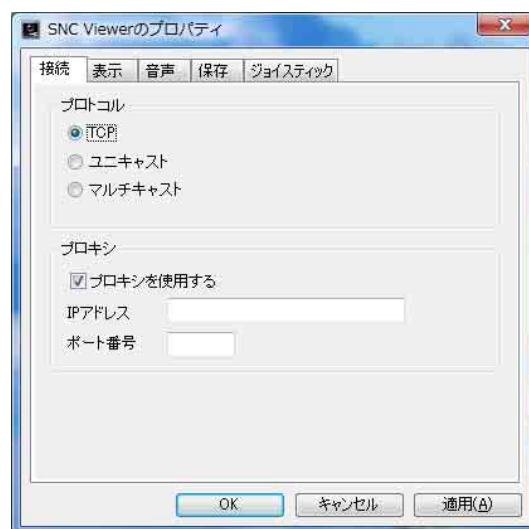 SNC Viewerのプロパティ
接続 表示 音声 保存 ジョイスティック
プロトコル
TCP
ユニキャスト
マルチキャスト
プロキシ
プロキシを使用する
IPアドレス
ポート番号
OK キャンセル 適用(A)